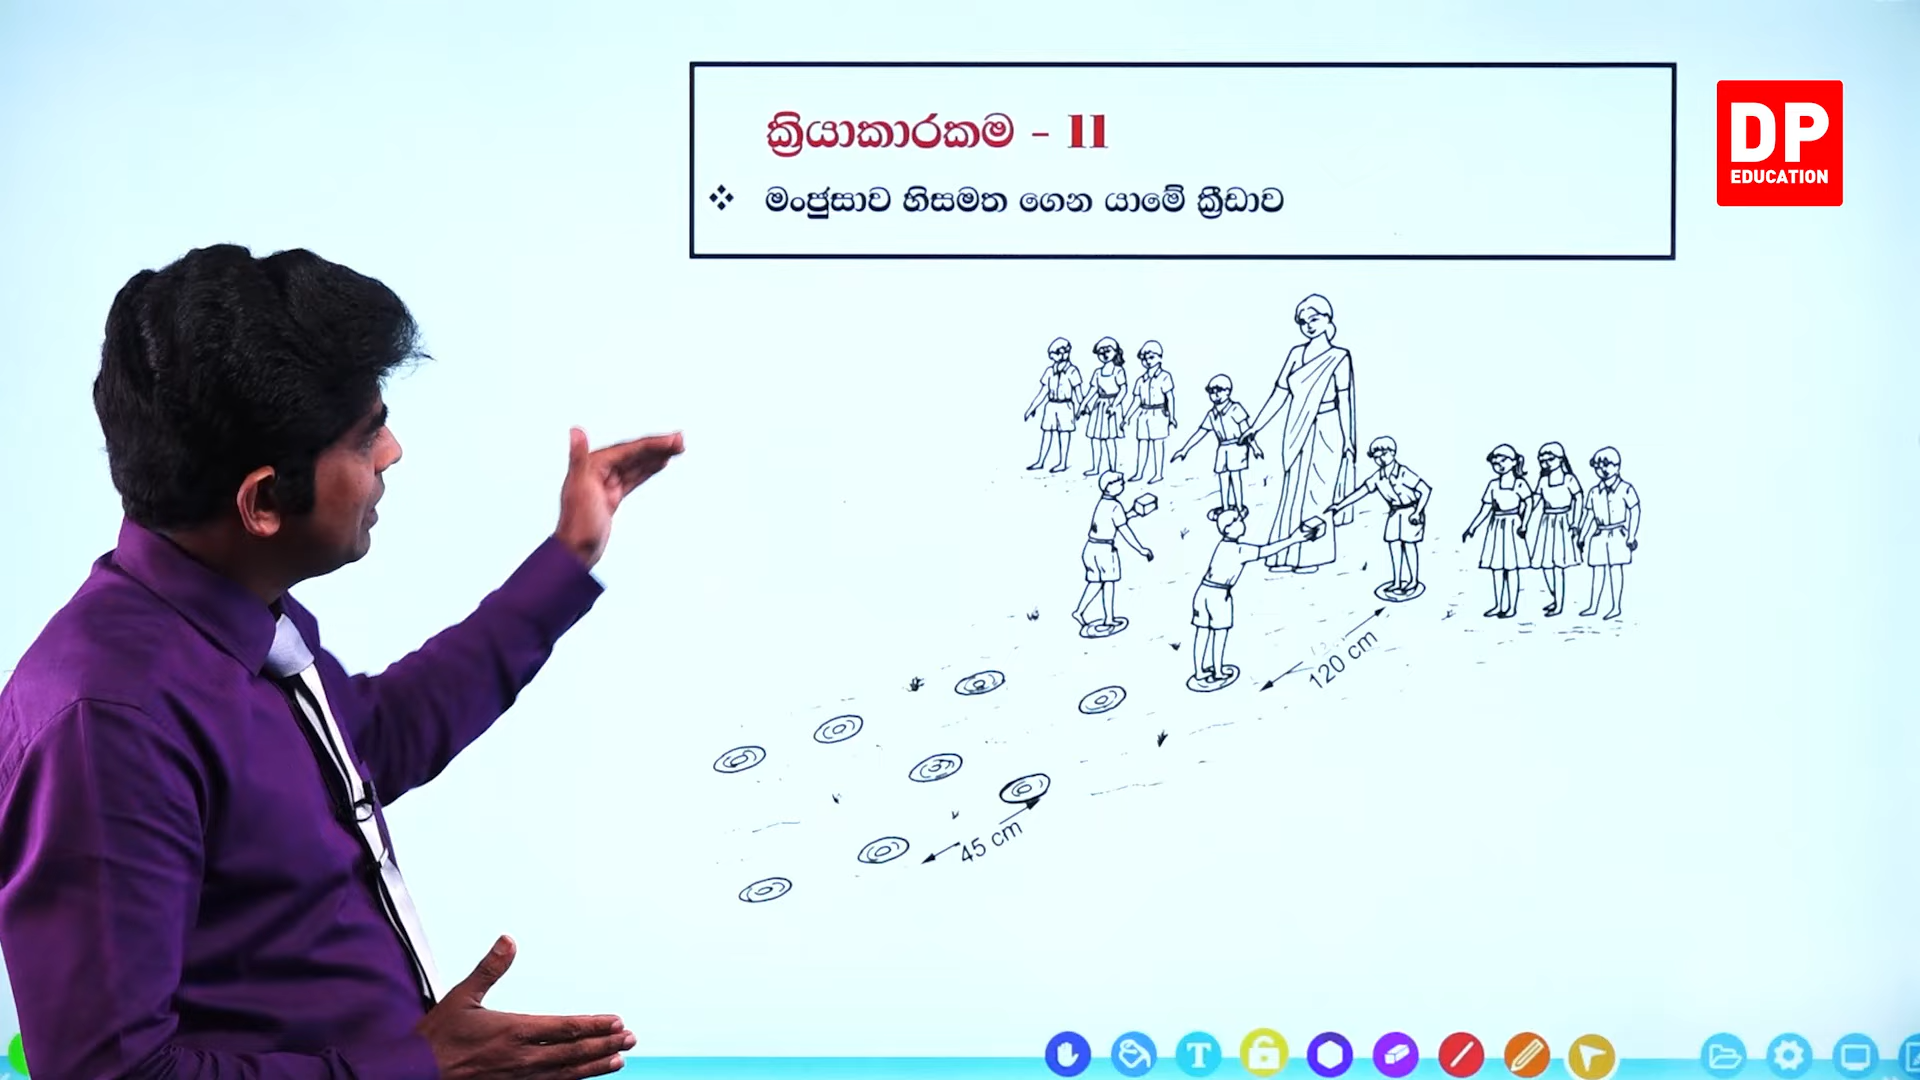 ක්‍රියාකාරකම - 11
❖ මංජුසාව හිසමත ගෙන යාමේ ක්‍රීඩාව
DP
EDUCATION
120 cm
45 cm
T